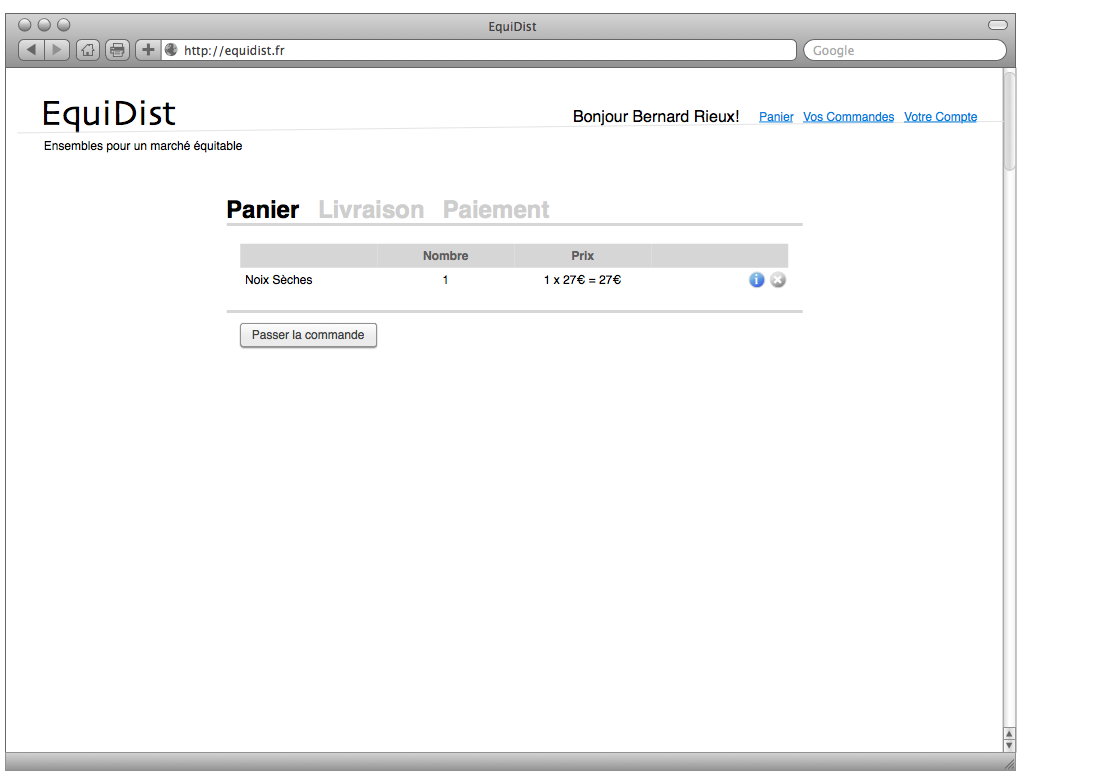 EquiDist
http://equidist.fr
Google
EquiDist
Bonjour Bernard Rieux! Panier Vos Commandes Votre Compte
Ensembles pour un marché équitable
Panier Livraison Paiement
Nombre Prix
Noix Sèches 1 1 x 27€ = 27€
Passer la commande